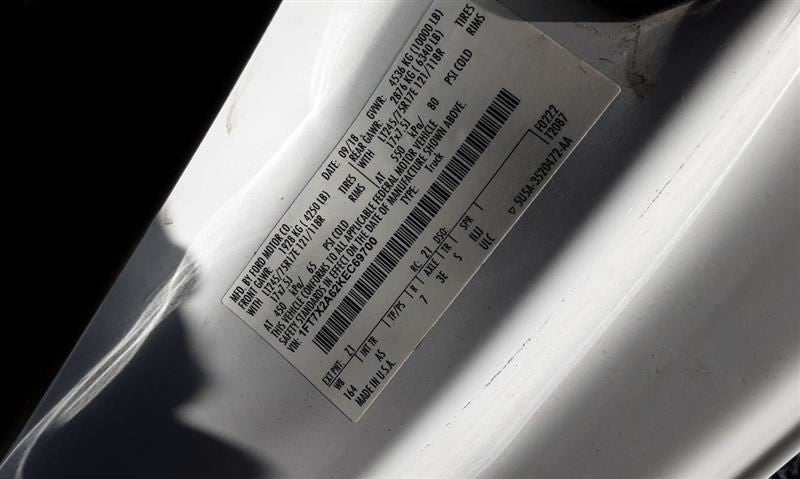 MFD. BY FORD MOTOR CO.
DATE: 09/18 GVWR: 4536 KG (10000 LB)
FRONT GAWR: 1928 KG ( 4250 LB) REAR GAWR: 2876 KG ( 6340 LB)
WITH LT245/75R17E 121/118R TIRES WITH LT245/75R17E 121/118R TIRES
17x7.5J RIMS 17x7.5J RIMS
AT 450 kPa/ 65 PSI COLD AT 550 kPa/ 80 PSI COLD
THIS VEHICLE CONFORMS TO ALL APPLICABLE FEDERAL MOTOR VEHICLE
SAFETY STANDARDS IN EFFECT ON THE DATE OF MANUFACTURE SHOWN ABOVE.
VIN: 1FT7X2A62KEC69700 TYPE: Truck
F0222
12087
EXT PNT: Z1 RC: 21 DSO:
WB INT TR TP/PS R AXLE TR SPR
164 AS 7 3E S IUJJ
MADE IN U.S.A. ULC
▽ 5U5A-3520472-AA